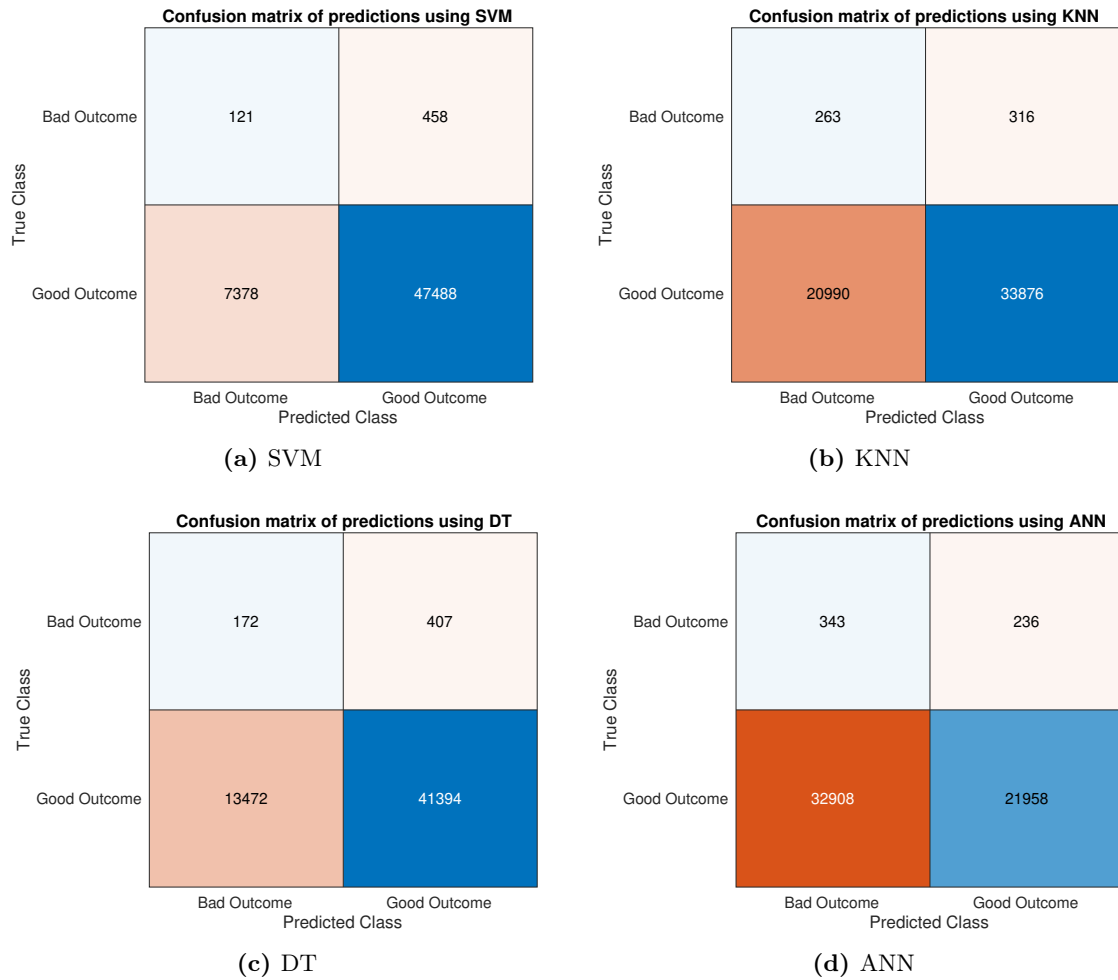 Confusion matrix of predictions using SVM
Bad Outcome
121
458
True Class
Good Outcome
7378
47488
Bad Outcome
Good Outcome
Predicted Class
(a) SVM
Confusion matrix of predictions using KNN
Bad Outcome
263
316
True Class
Good Outcome
20990
33876
Bad Outcome
Good Outcome
Predicted Class
(b) KNN
Confusion matrix of predictions using DT
Bad Outcome
172
407
True Class
Good Outcome
13472
41394
Bad Outcome
Good Outcome
Predicted Class
(c) DT
Confusion matrix of predictions using ANN
Bad Outcome
343
236
True Class
Good Outcome
32908
21958
Bad Outcome
Good Outcome
Predicted Class
(d) ANN